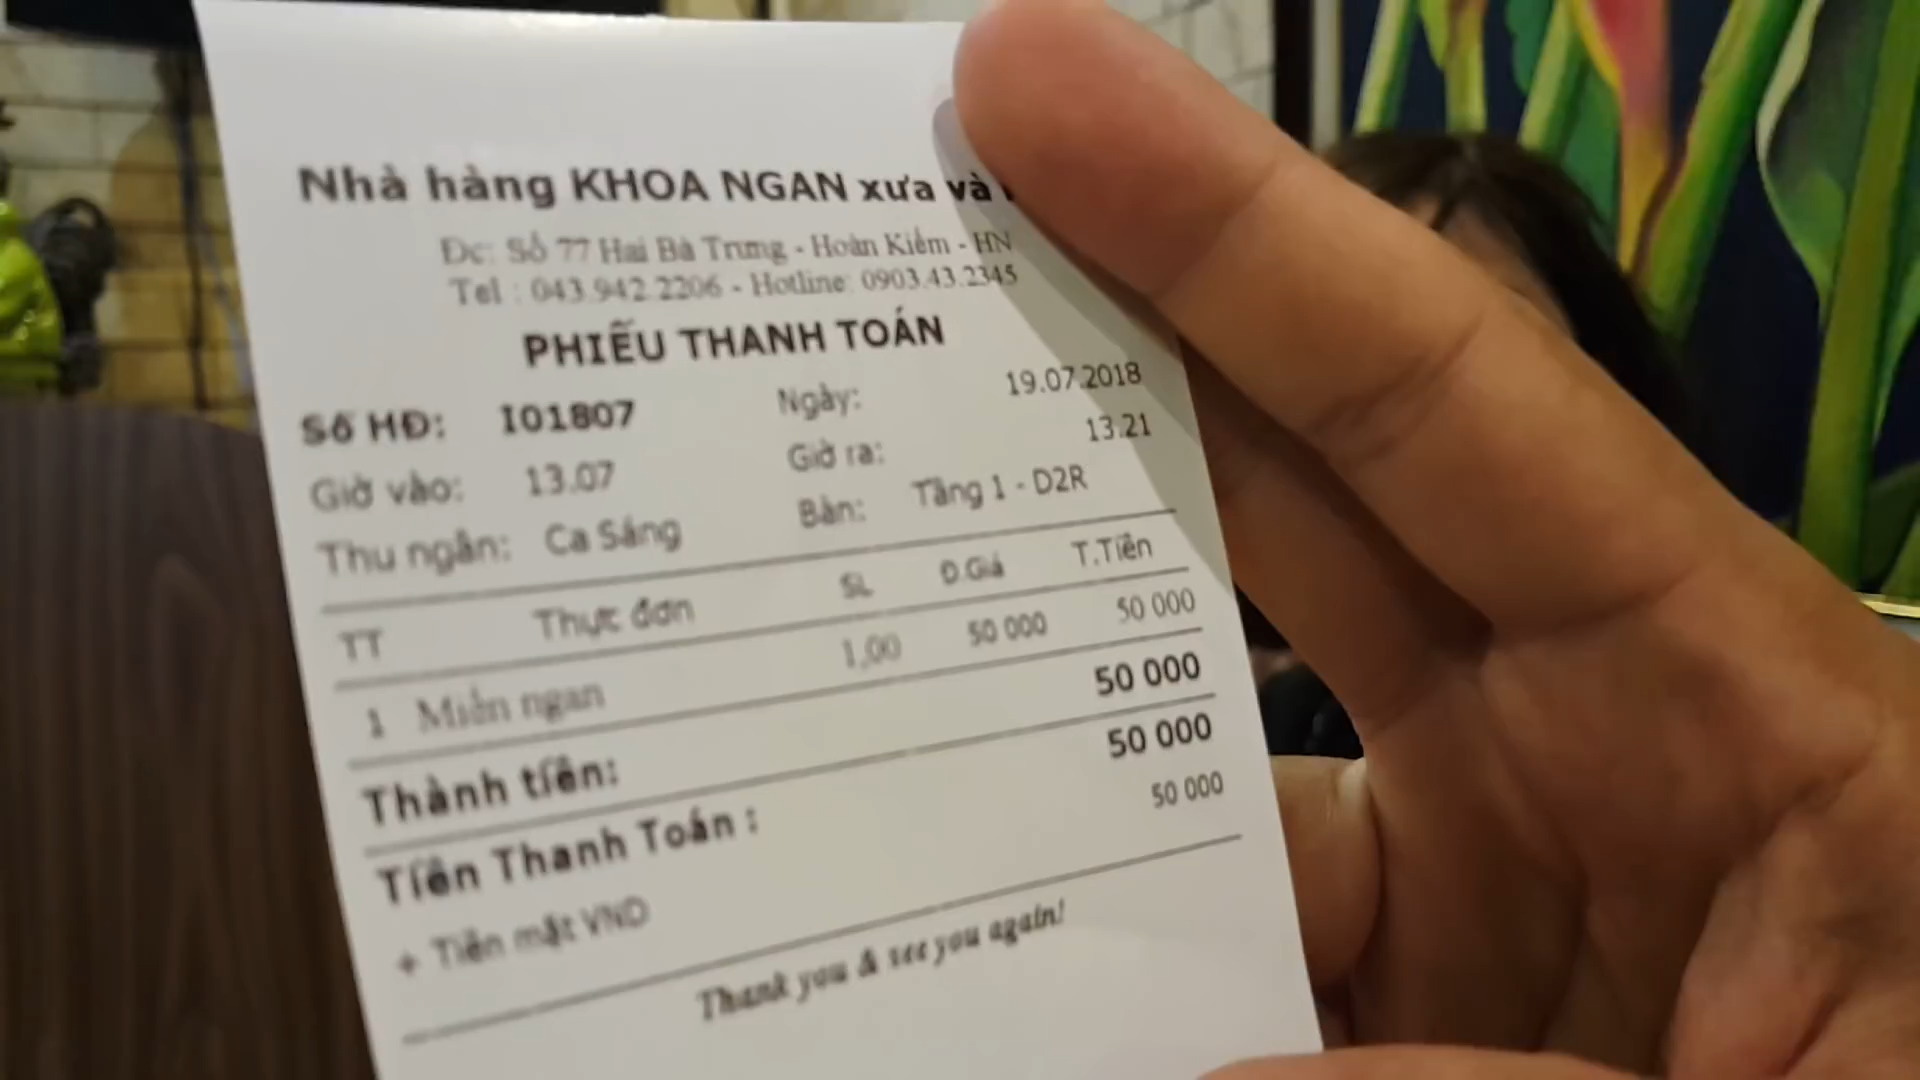 Nhà hàng KHOA NGAN xưa và
Đc: Số 77 Hai Bà Trưng - Hoàn Kiếm - HN
Tel : 043.942.2206 - Hotline: 0903.43.2345
PHIẾU THANH TOÁN
Số HĐ: I01807 Ngày: 19.07.2018
Giờ vào: 13.07 Giờ ra: 13.21
Thu ngân: Ca Sáng Bàn: Tầng 1 - D2R
TT Thực đơn SL Đ.Giá T.Tiền
1 Miến ngan 1,00 50 000 50 000
Thành tiền: 50 000
Tiền Thanh Toán : 50 000
+ Tiền mặt VND 50 000
Thank you & see you again!